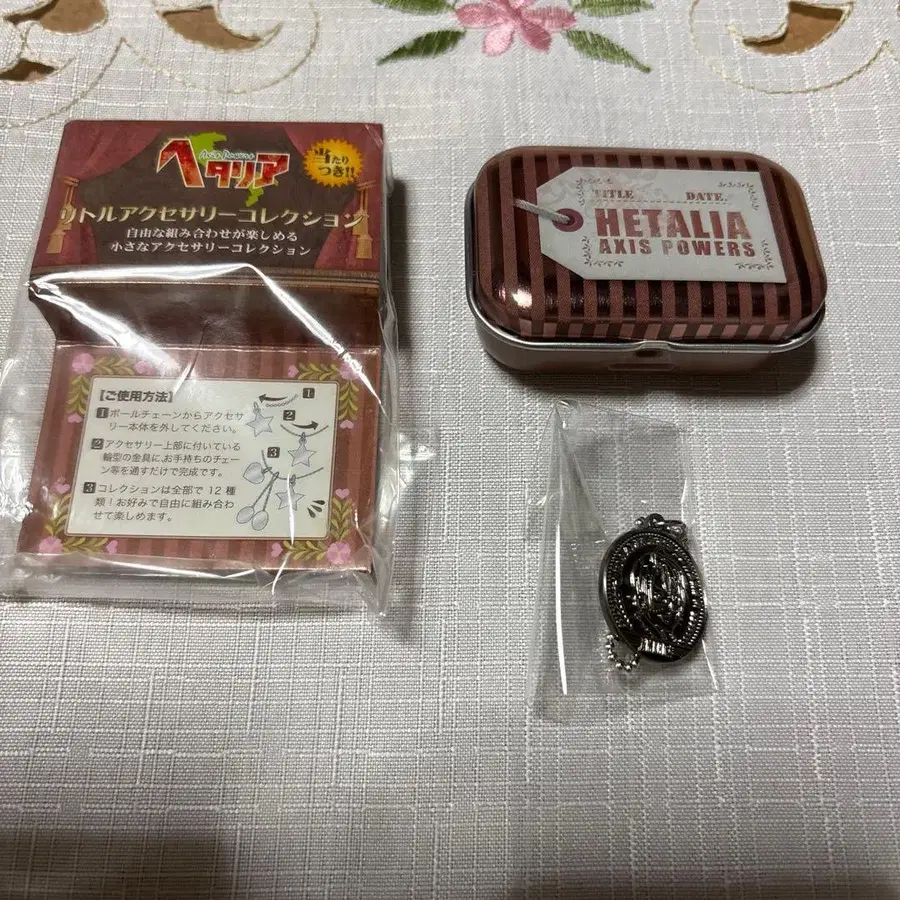 Axis Powers
ヘタリア
当たり
つき!!
リトルアクセサリーコレクション
自由な組み合わせが楽しめる
小さなアクセサリーコレクション
【ご使用方法】
1 ボールチェーンからアクセサ
リー本体を外してください。
2 アクセサリー上部に付いている
輪型の金具に、お手持ちのチェー
ン等を通すだけで完成です。
3 コレクションは全部で 12 種
類！お好みで自由に組み合わ
せて楽しめます。
1
2
3
TITLE DATE.
HETALIA
AXIS POWERS